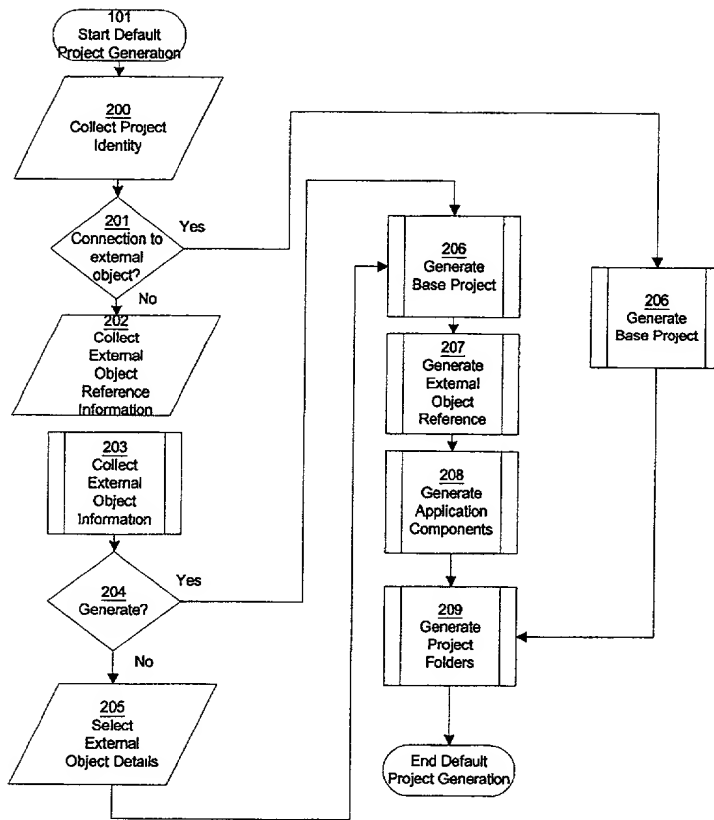 101
Start Default
Project Generation
200
Collect Project
Identity
201
Connection to
external
object?
Yes
No
202
Collect
External
Object
Reference
Information
203
Collect
External
Object
Information
204
Generate?
Yes
No
205
Select
External
Object Details
206
Generate
Base Project
207
Generate
External
Object
Reference
208
Generate
Application
Components
209
Generate
Project
Folders
End Default
Project Generation
206
Generate
Base Project